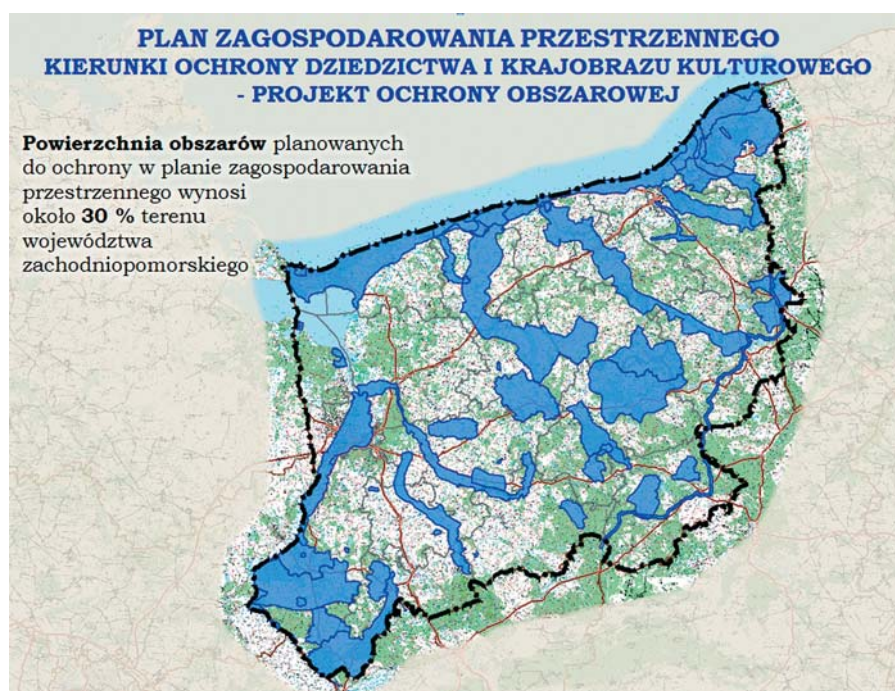 PLAN ZAGOSPODAROWANIA PRZESTRZENNEGO
KIERUNKI OCHRONY DZIEDZICTWA I KRAJOBRAZU KULTUROWEGO
- PROJEKT OCHRONY OBSZAROWEJ
Powierzchnia obszarów planowanych
do ochrony w planie zagospodarowania
przestrzennego wynosi
około 30 % terenu
województwa
zachodniopomorskiego